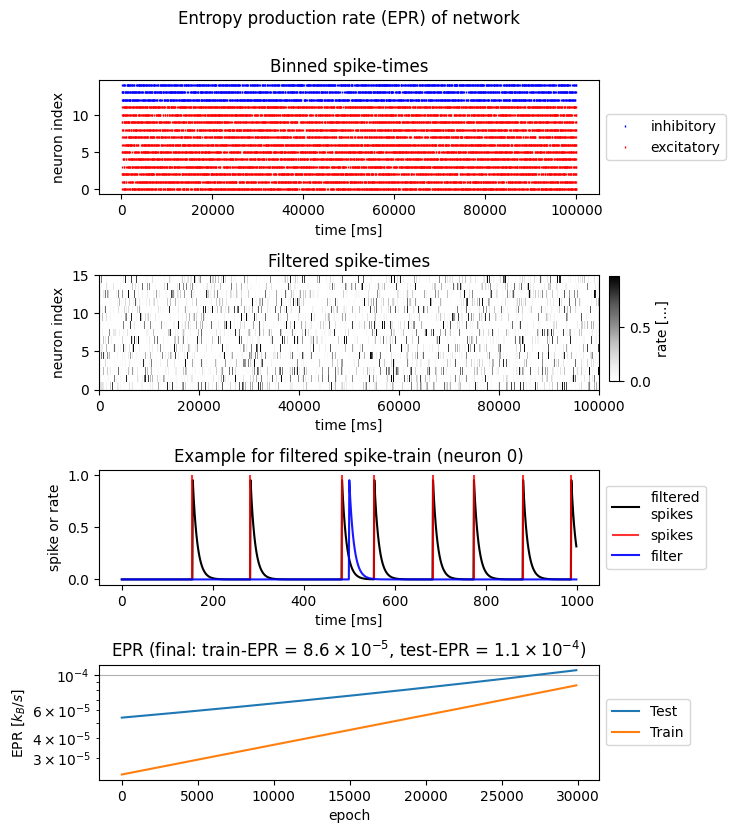 Entropy production rate (EPR) of network
Binned spike-times
neuron index
10
5
0
0 20000 40000 60000 80000 100000
time [ms]
inhibitory
excitatory
Filtered spike-times
neuron index
15
10
5
0
0 20000 40000 60000 80000 100000
time [ms]
0.5
0.0
rate [...]
Example for filtered spike-train (neuron 0)
spike or rate
1.0
0.5
0.0
0 200 400 600 800 1000
time [ms]
filtered
spikes
spikes
filter
EPR (final: train-EPR = 8.6 × 10⁻⁵, test-EPR = 1.1 × 10⁻⁴)
EPR [k_B/s]
10⁻⁴
6 × 10⁻⁵
4 × 10⁻⁵
3 × 10⁻⁵
0 5000 10000 15000 20000 25000 30000
epoch
Test
Train